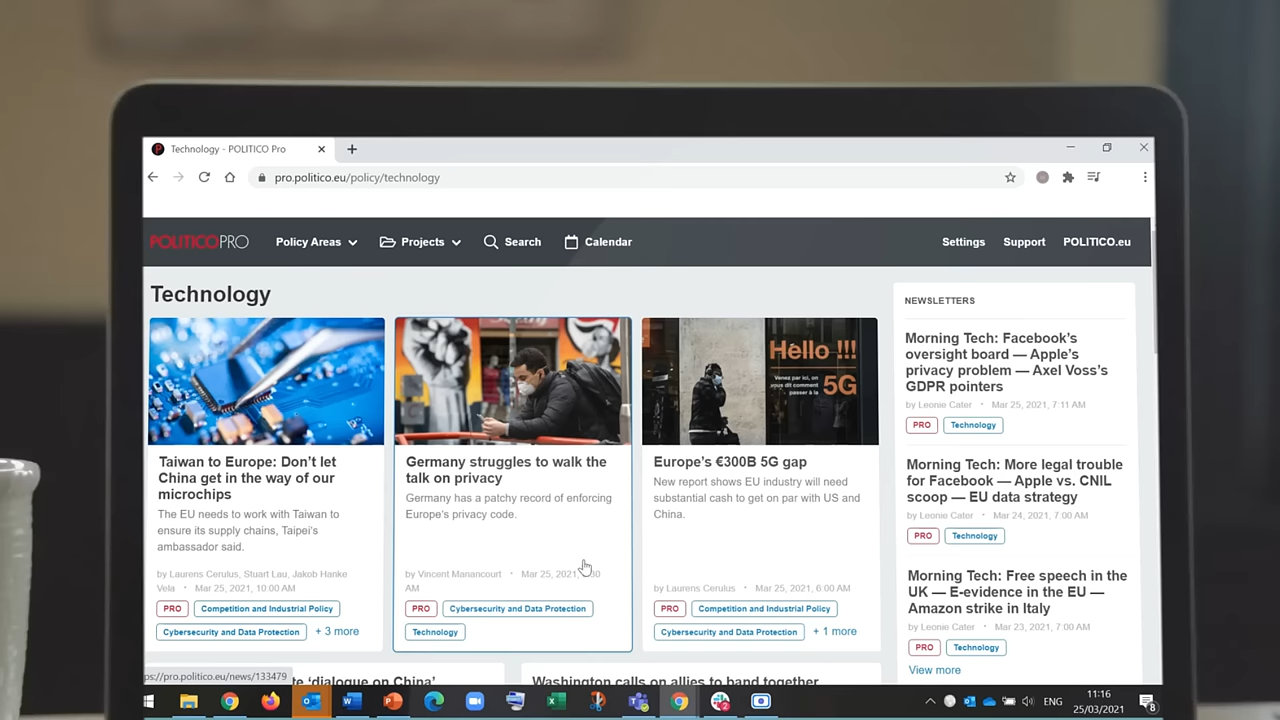 Technology - POLITICO Pro
pro.politico.eu/policy/technology
POLITICOPRO
Policy Areas
Projects
Search
Calendar
Settings
Support
POLITICO.eu
Technology
Hello !!!
Venez par ici, on
vous dit comment
passer à la
5G
Taiwan to Europe: Don’t let
China get in the way of our
microchips
The EU needs to work with Taiwan to
ensure its supply chains, Taipei’s
ambassador said.
by Laurens Cerulus, Stuart Lau, Jakob Hanke
Vela • Mar 25, 2021, 10:00 AM
PRO
Competition and Industrial Policy
Cybersecurity and Data Protection
+ 3 more
Germany struggles to walk the
talk on privacy
Germany has a patchy record of enforcing
Europe’s privacy code.
by Vincent Manancourt • Mar 25, 2021,
AM
PRO
Cybersecurity and Data Protection
Technology
Europe’s €300B 5G gap
New report shows EU industry will need
substantial cash to get on par with US and
China.
by Laurens Cerulus • Mar 25, 2021, 6:00 AM
PRO
Competition and Industrial Policy
Cybersecurity and Data Protection
+ 1 more
NEWSLETTERS
Morning Tech: Facebook’s
oversight board — Apple’s
privacy problem — Axel Voss’s
GDPR pointers
by Leonie Cater • Mar 25, 2021, 7:11 AM
PRO
Technology
Morning Tech: More legal trouble
for Facebook — Apple vs. CNIL
scoop — EU data strategy
by Leonie Cater • Mar 24, 2021, 7:00 AM
PRO
Technology
Morning Tech: Free speech in the
UK — E-evidence in the EU —
Amazon strike in Italy
by Leonie Cater • Mar 23, 2021, 7:00 AM
PRO
Technology
View more
ps://pro.politico.eu/news/133479
‘dialogue on China’
Washington calls on allies to band together
ENG
11:16
25/03/2021
8